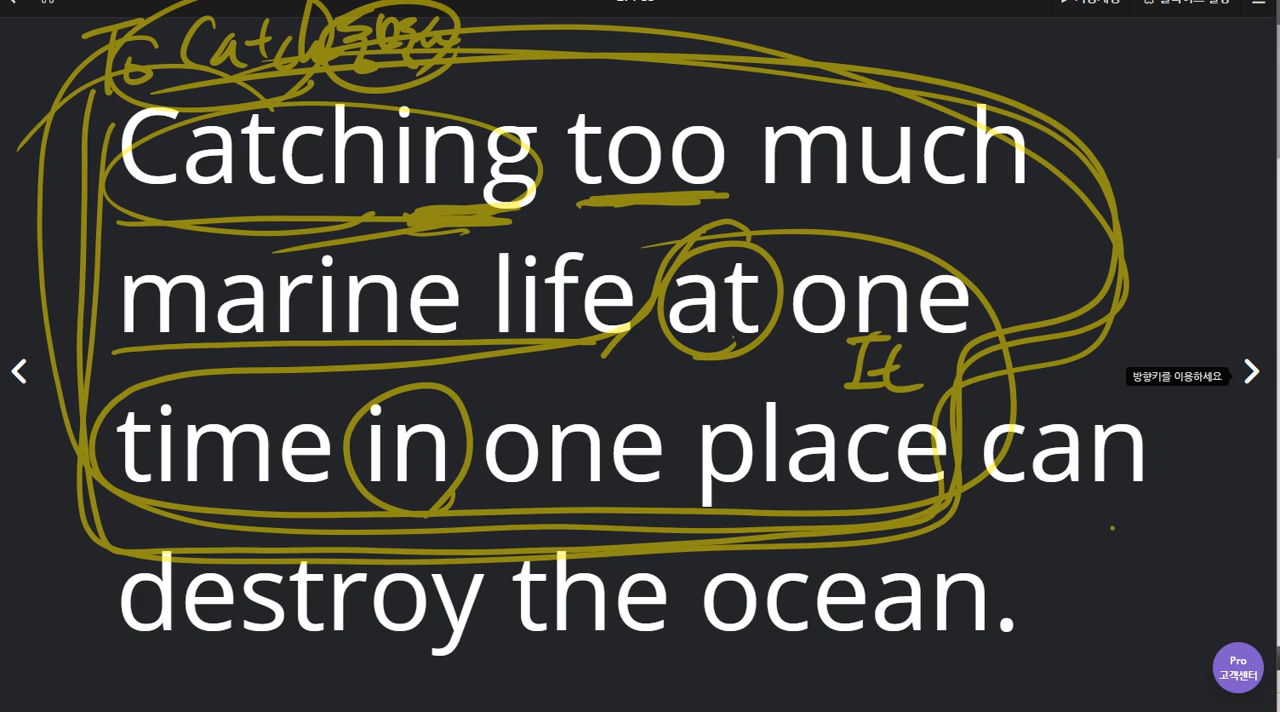 To Catch
Catching too much
marine life at one
It
time in one place can
방향키를 이용하세요
destroy the ocean.
Pro
고객센터